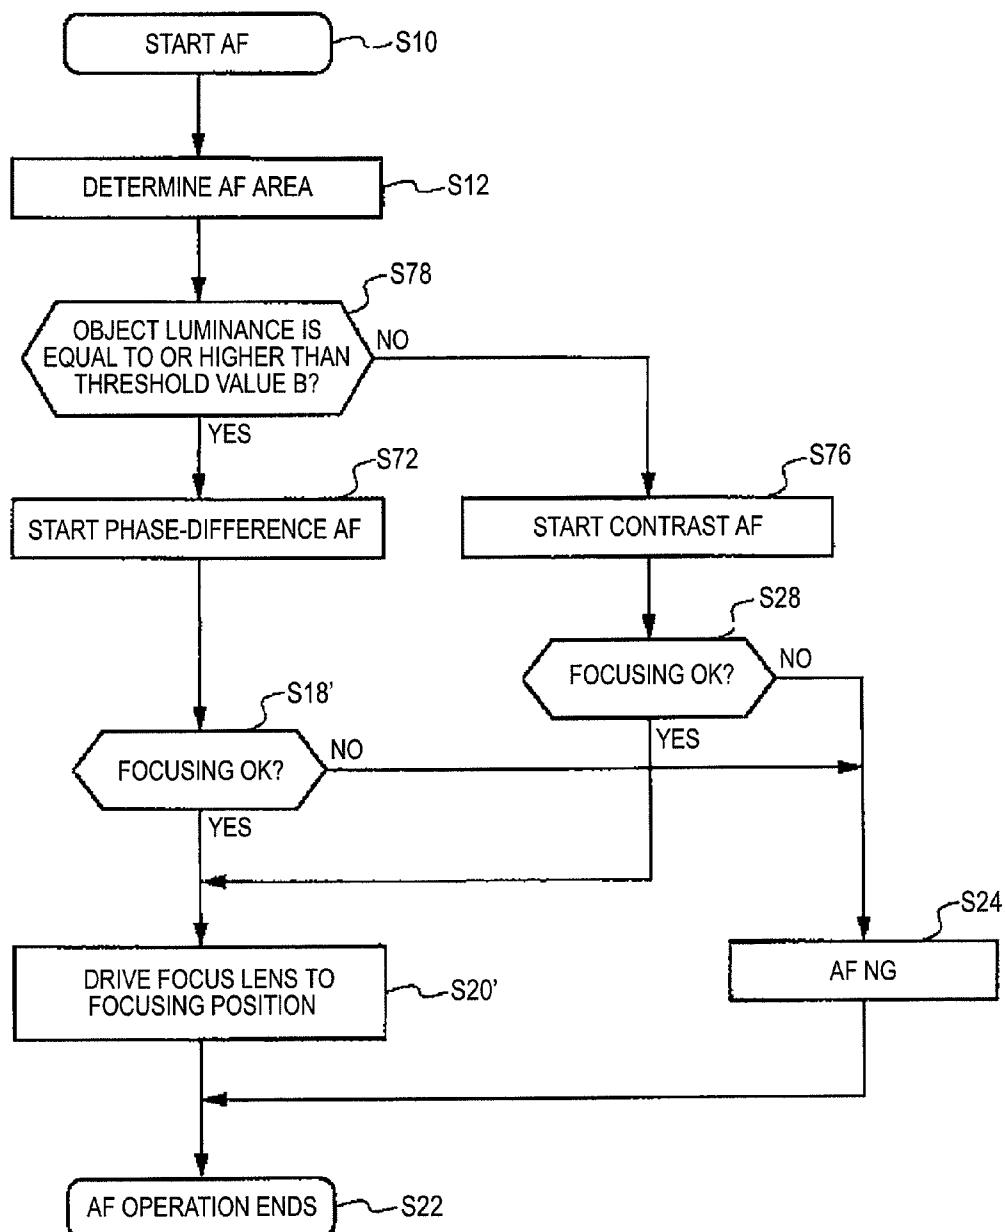 START AF
S10
DETERMINE AF AREA
S12
S78
OBJECT LUMINANCE IS
EQUAL TO OR HIGHER THAN
THRESHOLD VALUE B?
NO
YES
S72
S76
START PHASE-DIFFERENCE AF
START CONTRAST AF
S28
FOCUSING OK?
NO
YES
S18'
FOCUSING OK?
NO
YES
S24
DRIVE FOCUS LENS TO
FOCUSING POSITION
S20'
AF NG
AF OPERATION ENDS
S22